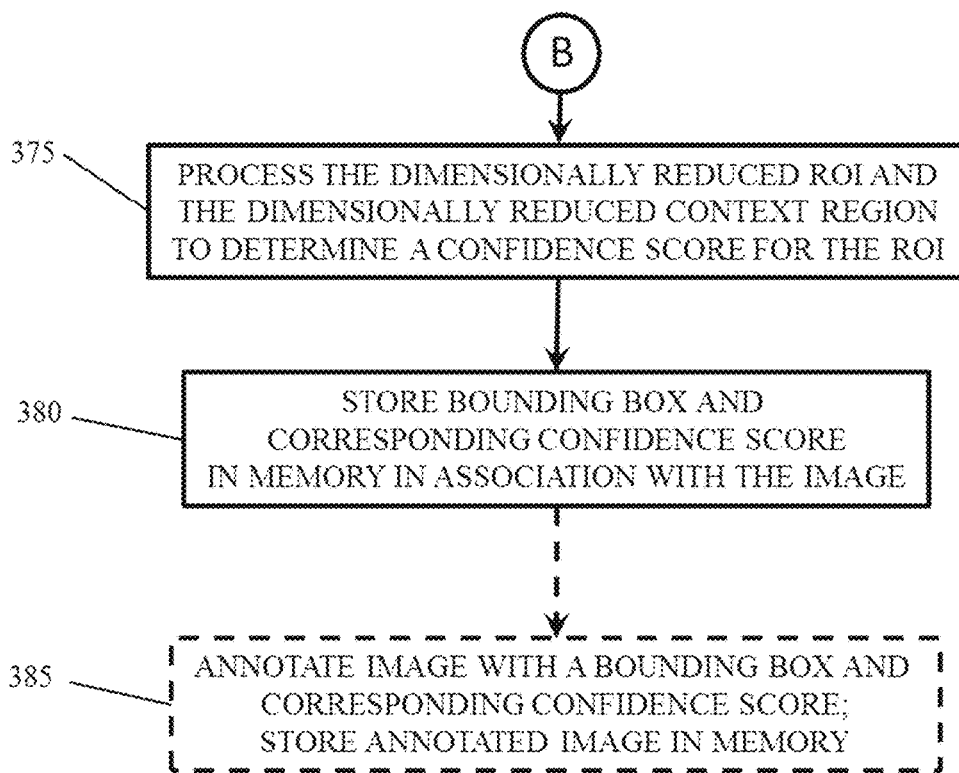 B
375
PROCESS THE DIMENSIONALLY REDUCED ROI AND
THE DIMENSIONALLY REDUCED CONTEXT REGION
TO DETERMINE A CONFIDENCE SCORE FOR THE ROI
380
STORE BOUNDING BOX AND
CORRESPONDING CONFIDENCE SCORE
IN MEMORY IN ASSOCIATION WITH THE IMAGE
385
ANNOTATE IMAGE WITH A BOUNDING BOX AND
CORRESPONDING CONFIDENCE SCORE;
STORE ANNOTATED IMAGE IN MEMORY